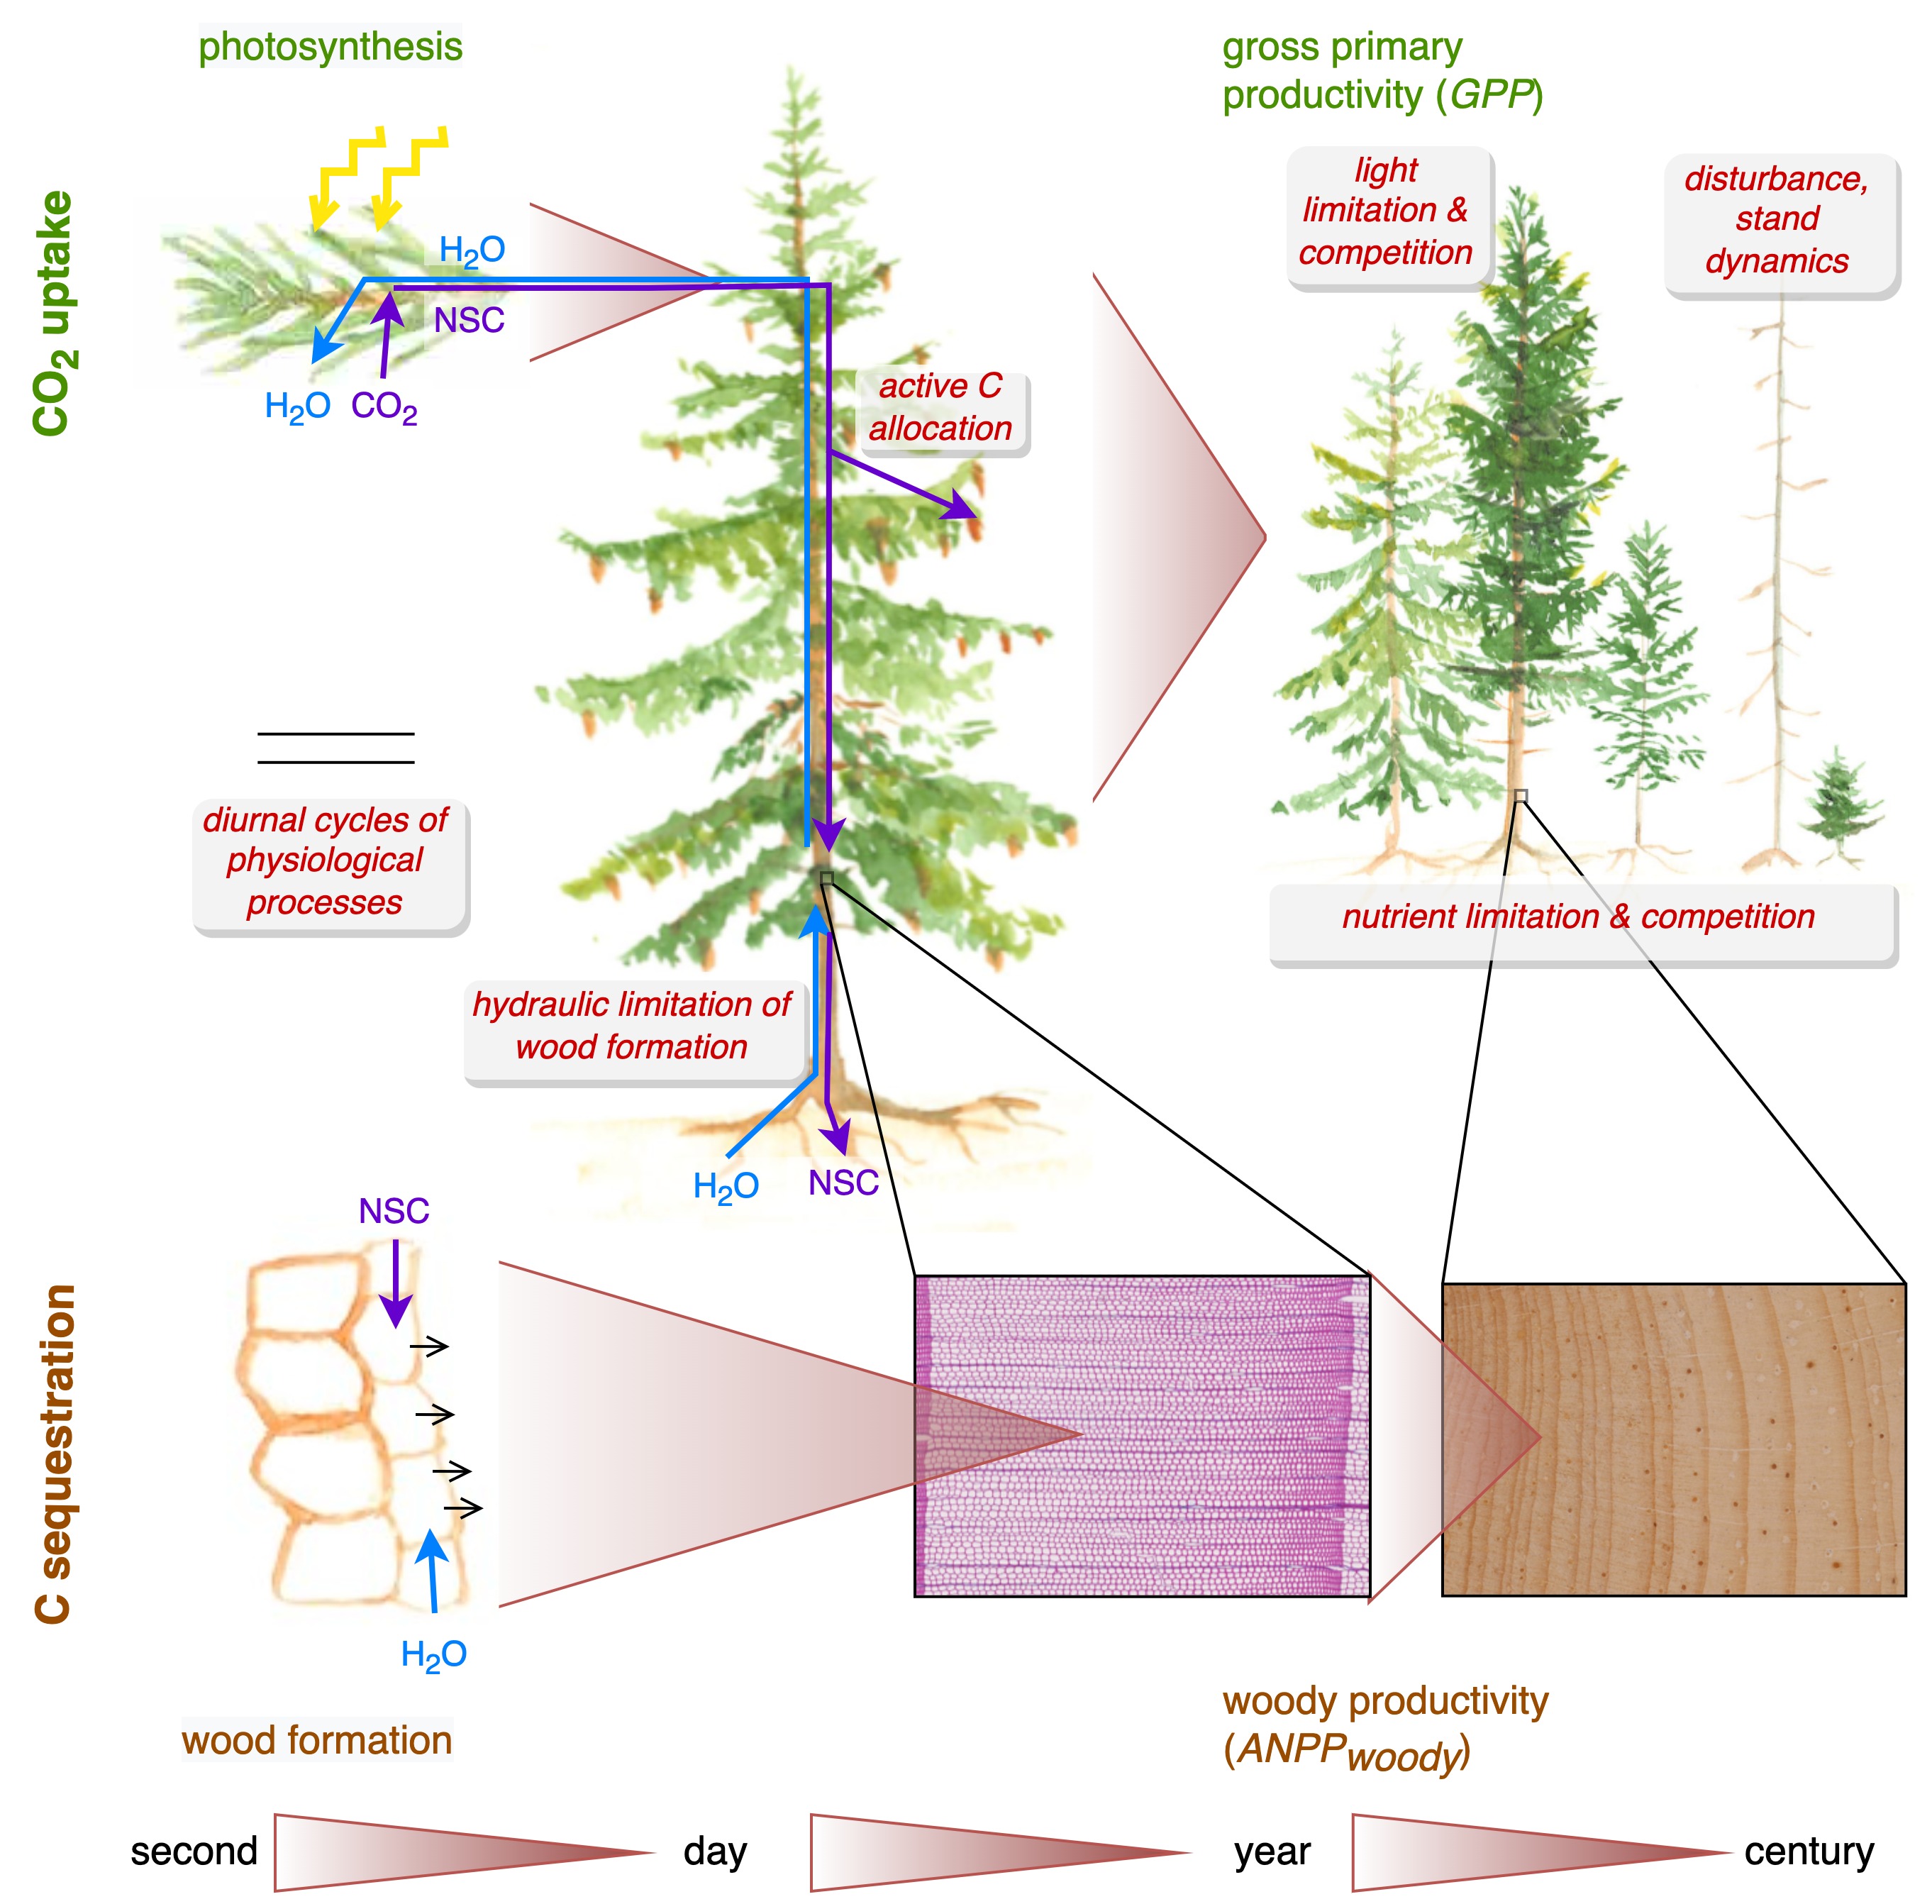 photosynthesis
gross primary
productivity (GPP)
CO₂ uptake
light
limitation &
competition
disturbance,
stand
dynamics
H₂O
NSC
H₂O
CO₂
active C
allocation
diurnal cycles of
physiological
processes
nutrient limitation & competition
hydraulic limitation of
wood formation
H₂O
NSC
C sequestration
NSC
H₂O
wood formation
woody productivity
(ANPPwoody)
second
day
year
century